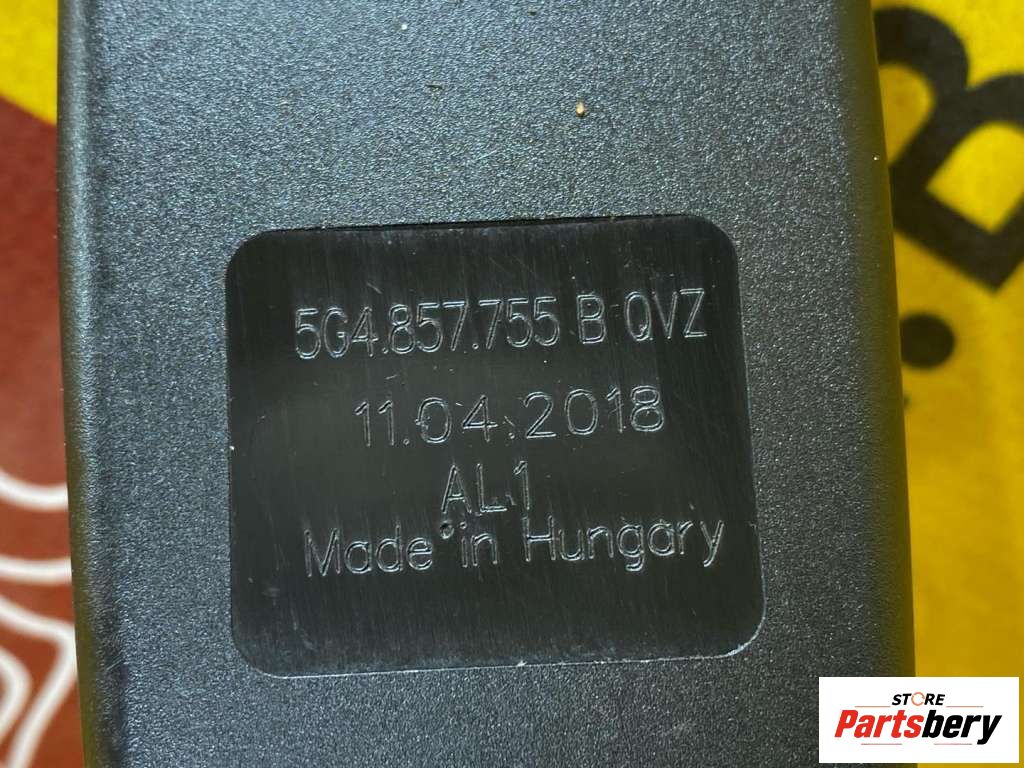 5G4.857.755 B QVZ
11.04.2018
AL1
Made in Hungary
B
STORE
Partsbery